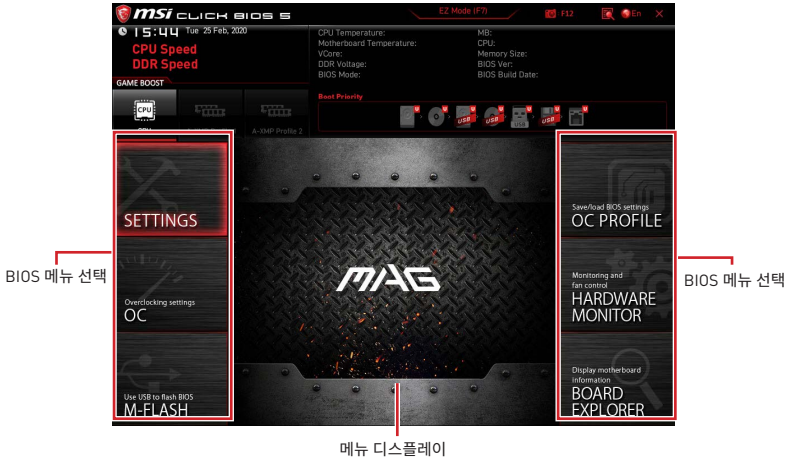 msi CLICK BIOS 5
EZ Mode (F7)
F12
En
15:44 Tue 25 Feb, 2020
CPU Speed
DDR Speed
CPU Temperature:
Motherboard Temperature:
VCore:
DDR Voltage:
BIOS Mode:
MB:
CPU:
Memory Size:
BIOS Ver:
BIOS Build Date:
GAME BOOST
CPU
CPU
A-XMP Profile 2
Boot Priority
U U U U U U U
USB USB USB USB
SETTINGS
Overclocking settings
OC
Use USB to flash BIOS
M-FLASH
MAG
Save/load BIOS settings
OC PROFILE
Monitoring and
fan control
HARDWARE
MONITOR
Display motherboard
information
BOARD
EXPLORER
BIOS 메뉴 선택
BIOS 메뉴 선택
메뉴 디스플레이